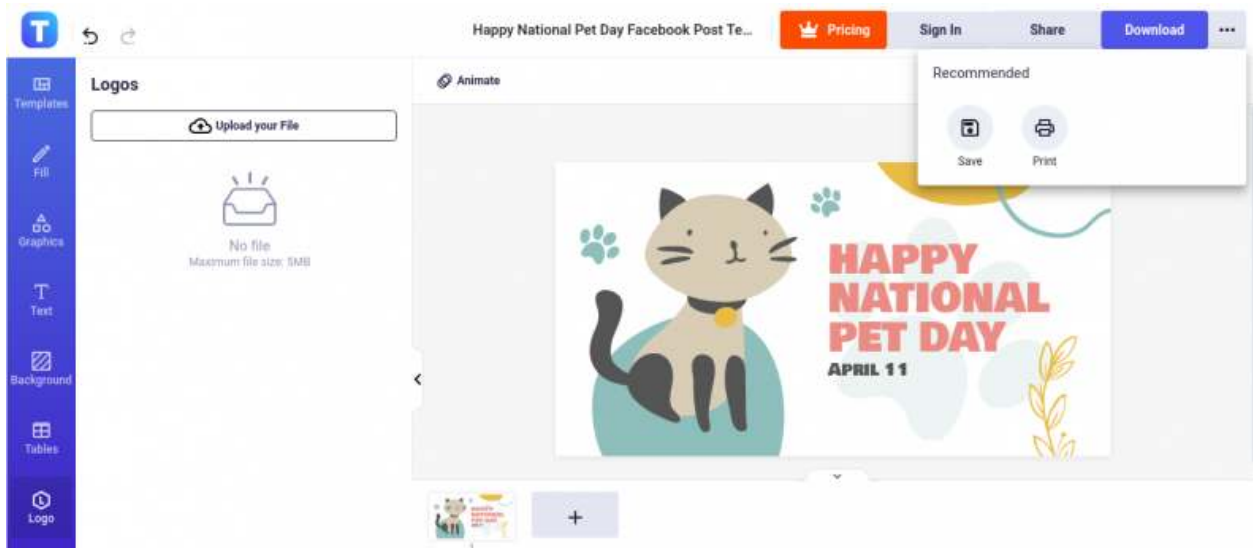 T
Happy National Pet Day Facebook Post Te...
Pricing
Sign In
Share
Download
Recommended
Save
Print
Templates
Fill
Graphics
Text
Background
Tables
Logo
Logos
Upload your File
No file
Maximum file size: 5MB
Animate
HAPPY
NATIONAL
PET DAY
APRIL 11